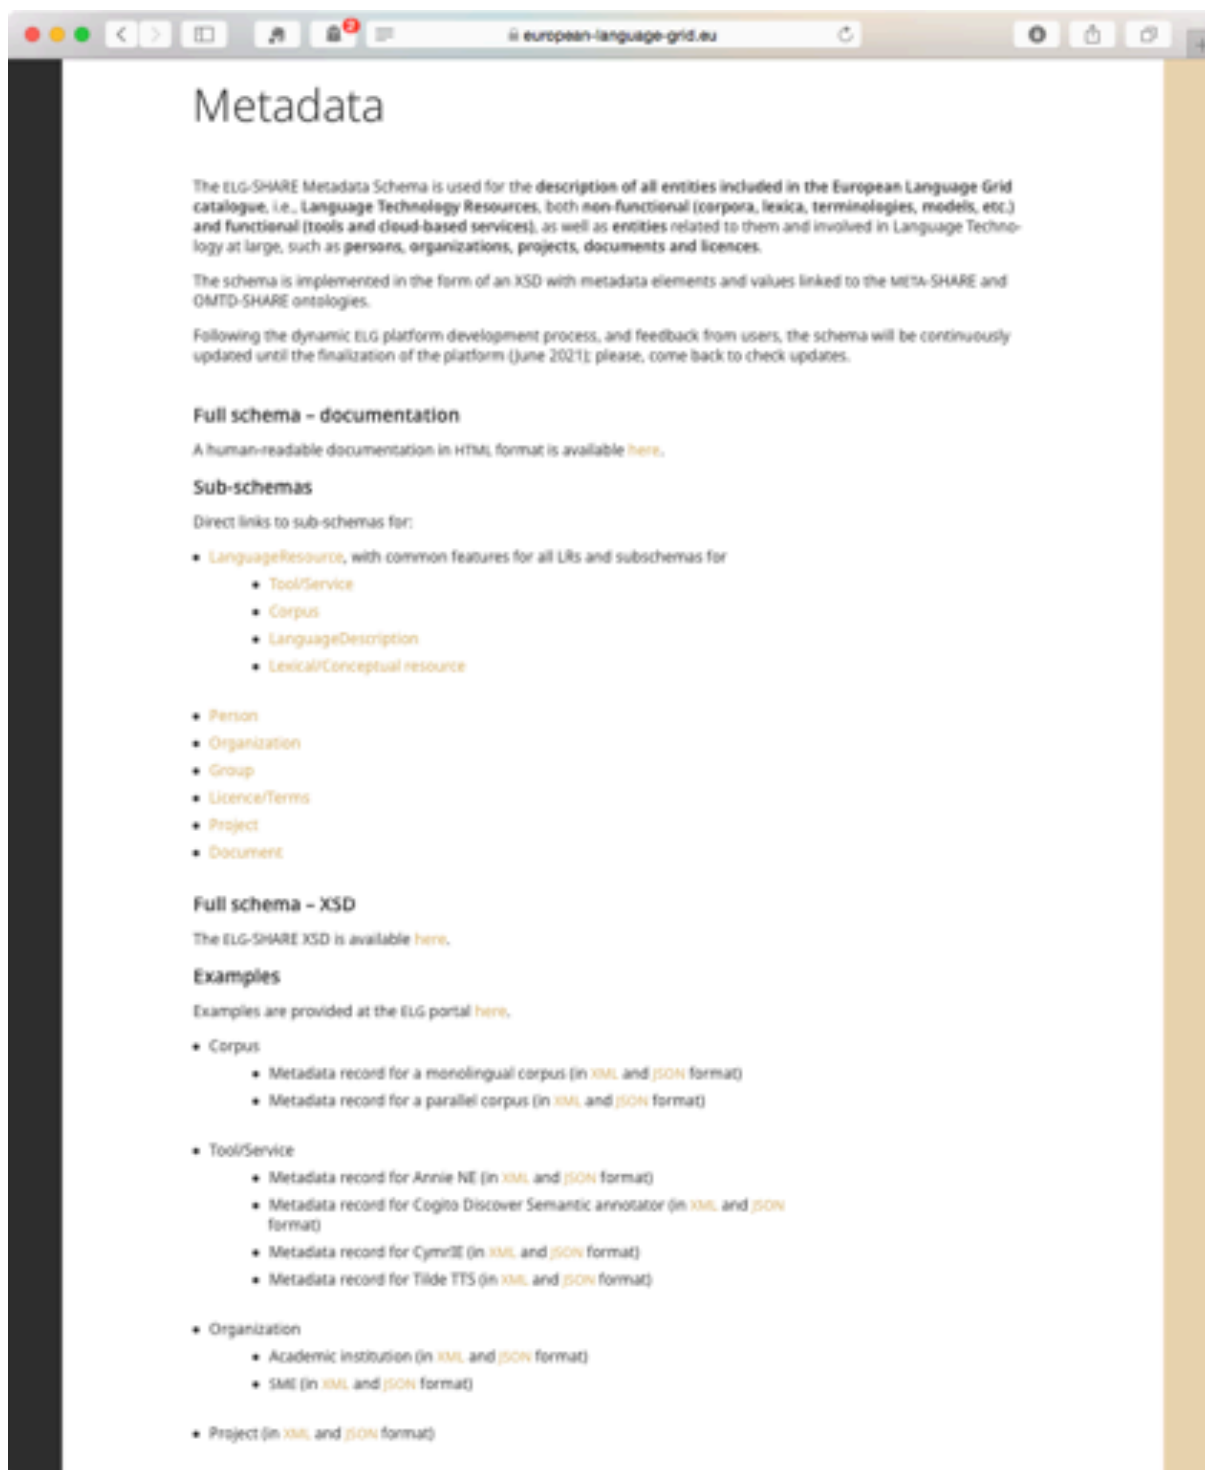 2
european-language-grid.eu
Metadata
The ELG-SHARE Metadata Schema is used for the description of all entities included in the European Language Grid
catalogue, i.e., Language Technology Resources, both non-functional (corpora, lexica, terminologies, models, etc.)
and functional (tools and cloud-based services), as well as entities related to them and involved in Language Techno-
logy at large, such as persons, organizations, projects, documents and licences.
The schema is implemented in the form of an XSD with metadata elements and values linked to the META-SHARE and
OMTD-SHARE ontologies.
Following the dynamic ELG platform development process, and feedback from users, the schema will be continuously
updated until the finalization of the platform (June 2021); please, come back to check updates.
Full schema – documentation
A human-readable documentation in HTML format is available here.
Sub-schemas
Direct links to sub-schemas for:
• LanguageResource, with common features for all LRs and subschemas for
• Tool/Service
• Corpus
• LanguageDescription
• Lexical/Conceptual resource
• Person
• Organization
• Group
• Licence/Terms
• Project
• Document
Full schema – XSD
The ELG-SHARE XSD is available here.
Examples
Examples are provided at the ELG portal here.
• Corpus
• Metadata record for a monolingual corpus (in XML and JSON format)
• Metadata record for a parallel corpus (in XML and JSON format)
• Tool/Service
• Metadata record for Annie NE (in XML and JSON format)
• Metadata record for Cogito Discover Semantic annotator (in XML and JSON
format)
• Metadata record for CymrIE (in XML and JSON format)
• Metadata record for Tilde TTS (in XML and JSON format)
• Organization
• Academic institution (in XML and JSON format)
• SME (in XML and JSON format)
• Project (in XML and JSON format)